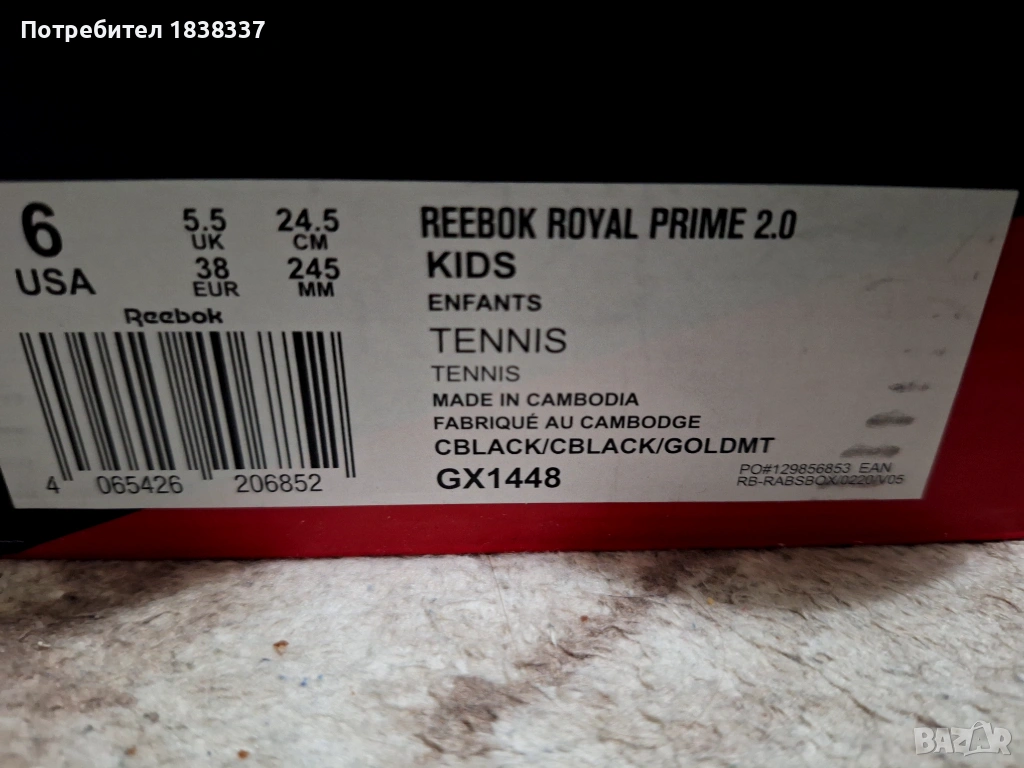 Потребител 1838337
6
USA
5.5
UK
38
EUR
24.5
CM
245
MM
Reebok
4 065426 206852
REEBOK ROYAL PRIME 2.0
KIDS
ENFANTS
TENNIS
TENNIS
MADE IN CAMBODIA
FABRIQUÉ AU CAMBODGE
CBLACK/CBLACK/GOLDMT
GX1448
PO#129856853 EAN
RB-RABSBOX/0220/V05
BAZAR